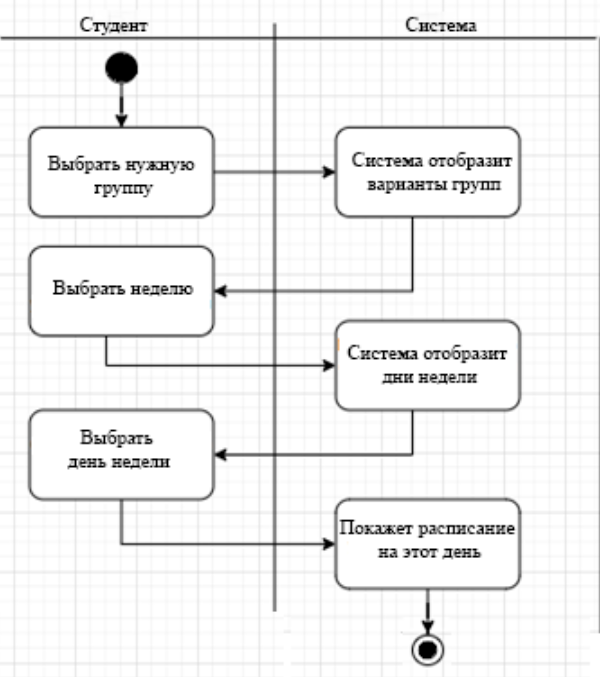 Студент
Система
Выбрать нужную
группу
Система отобразит
варианты групп
Выбрать неделю
Система отобразит
дни недели
Выбрать
день недели
Покажет расписание
на этот день